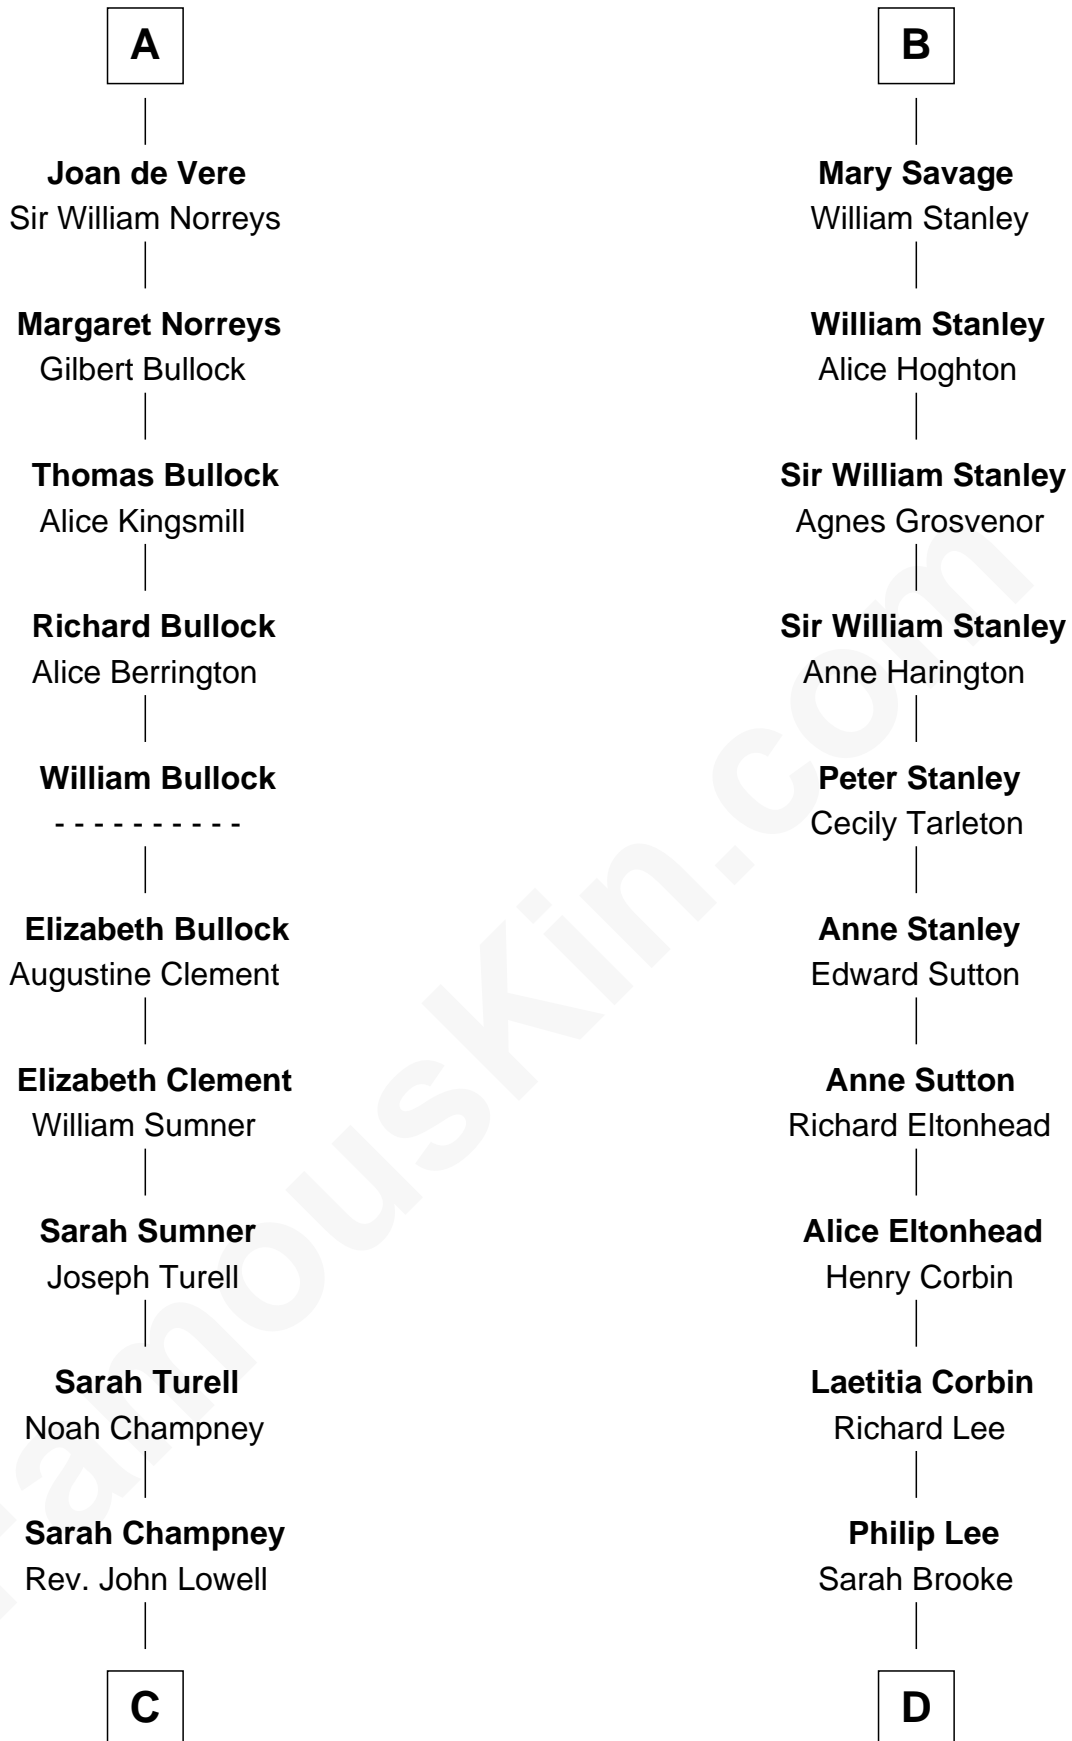 A
Joan de Vere
Sir William Norreys
Margaret Norreys
Gilbert Bullock
Thomas Bullock
Alice Kingsmill
Richard Bullock
Alice Berrington
William Bullock
- - - - - - - - - -
Elizabeth Bullock
Augustine Clement
Elizabeth Clement
William Sumner
Sarah Sumner
Joseph Turell
Sarah Turell
Noah Champney
Sarah Champney
Rev. John Lowell
C
B
Mary Savage
William Stanley
William Stanley
Alice Hoghton
Sir William Stanley
Agnes Grosvenor
Sir William Stanley
Anne Harington
Peter Stanley
Cecily Tarleton
Anne Stanley
Edward Sutton
Anne Sutton
Richard Eltonhead
Alice Eltonhead
Henry Corbin
Laetitia Corbin
Richard Lee
Philip Lee
Sarah Brooke
D
FamousKin.com